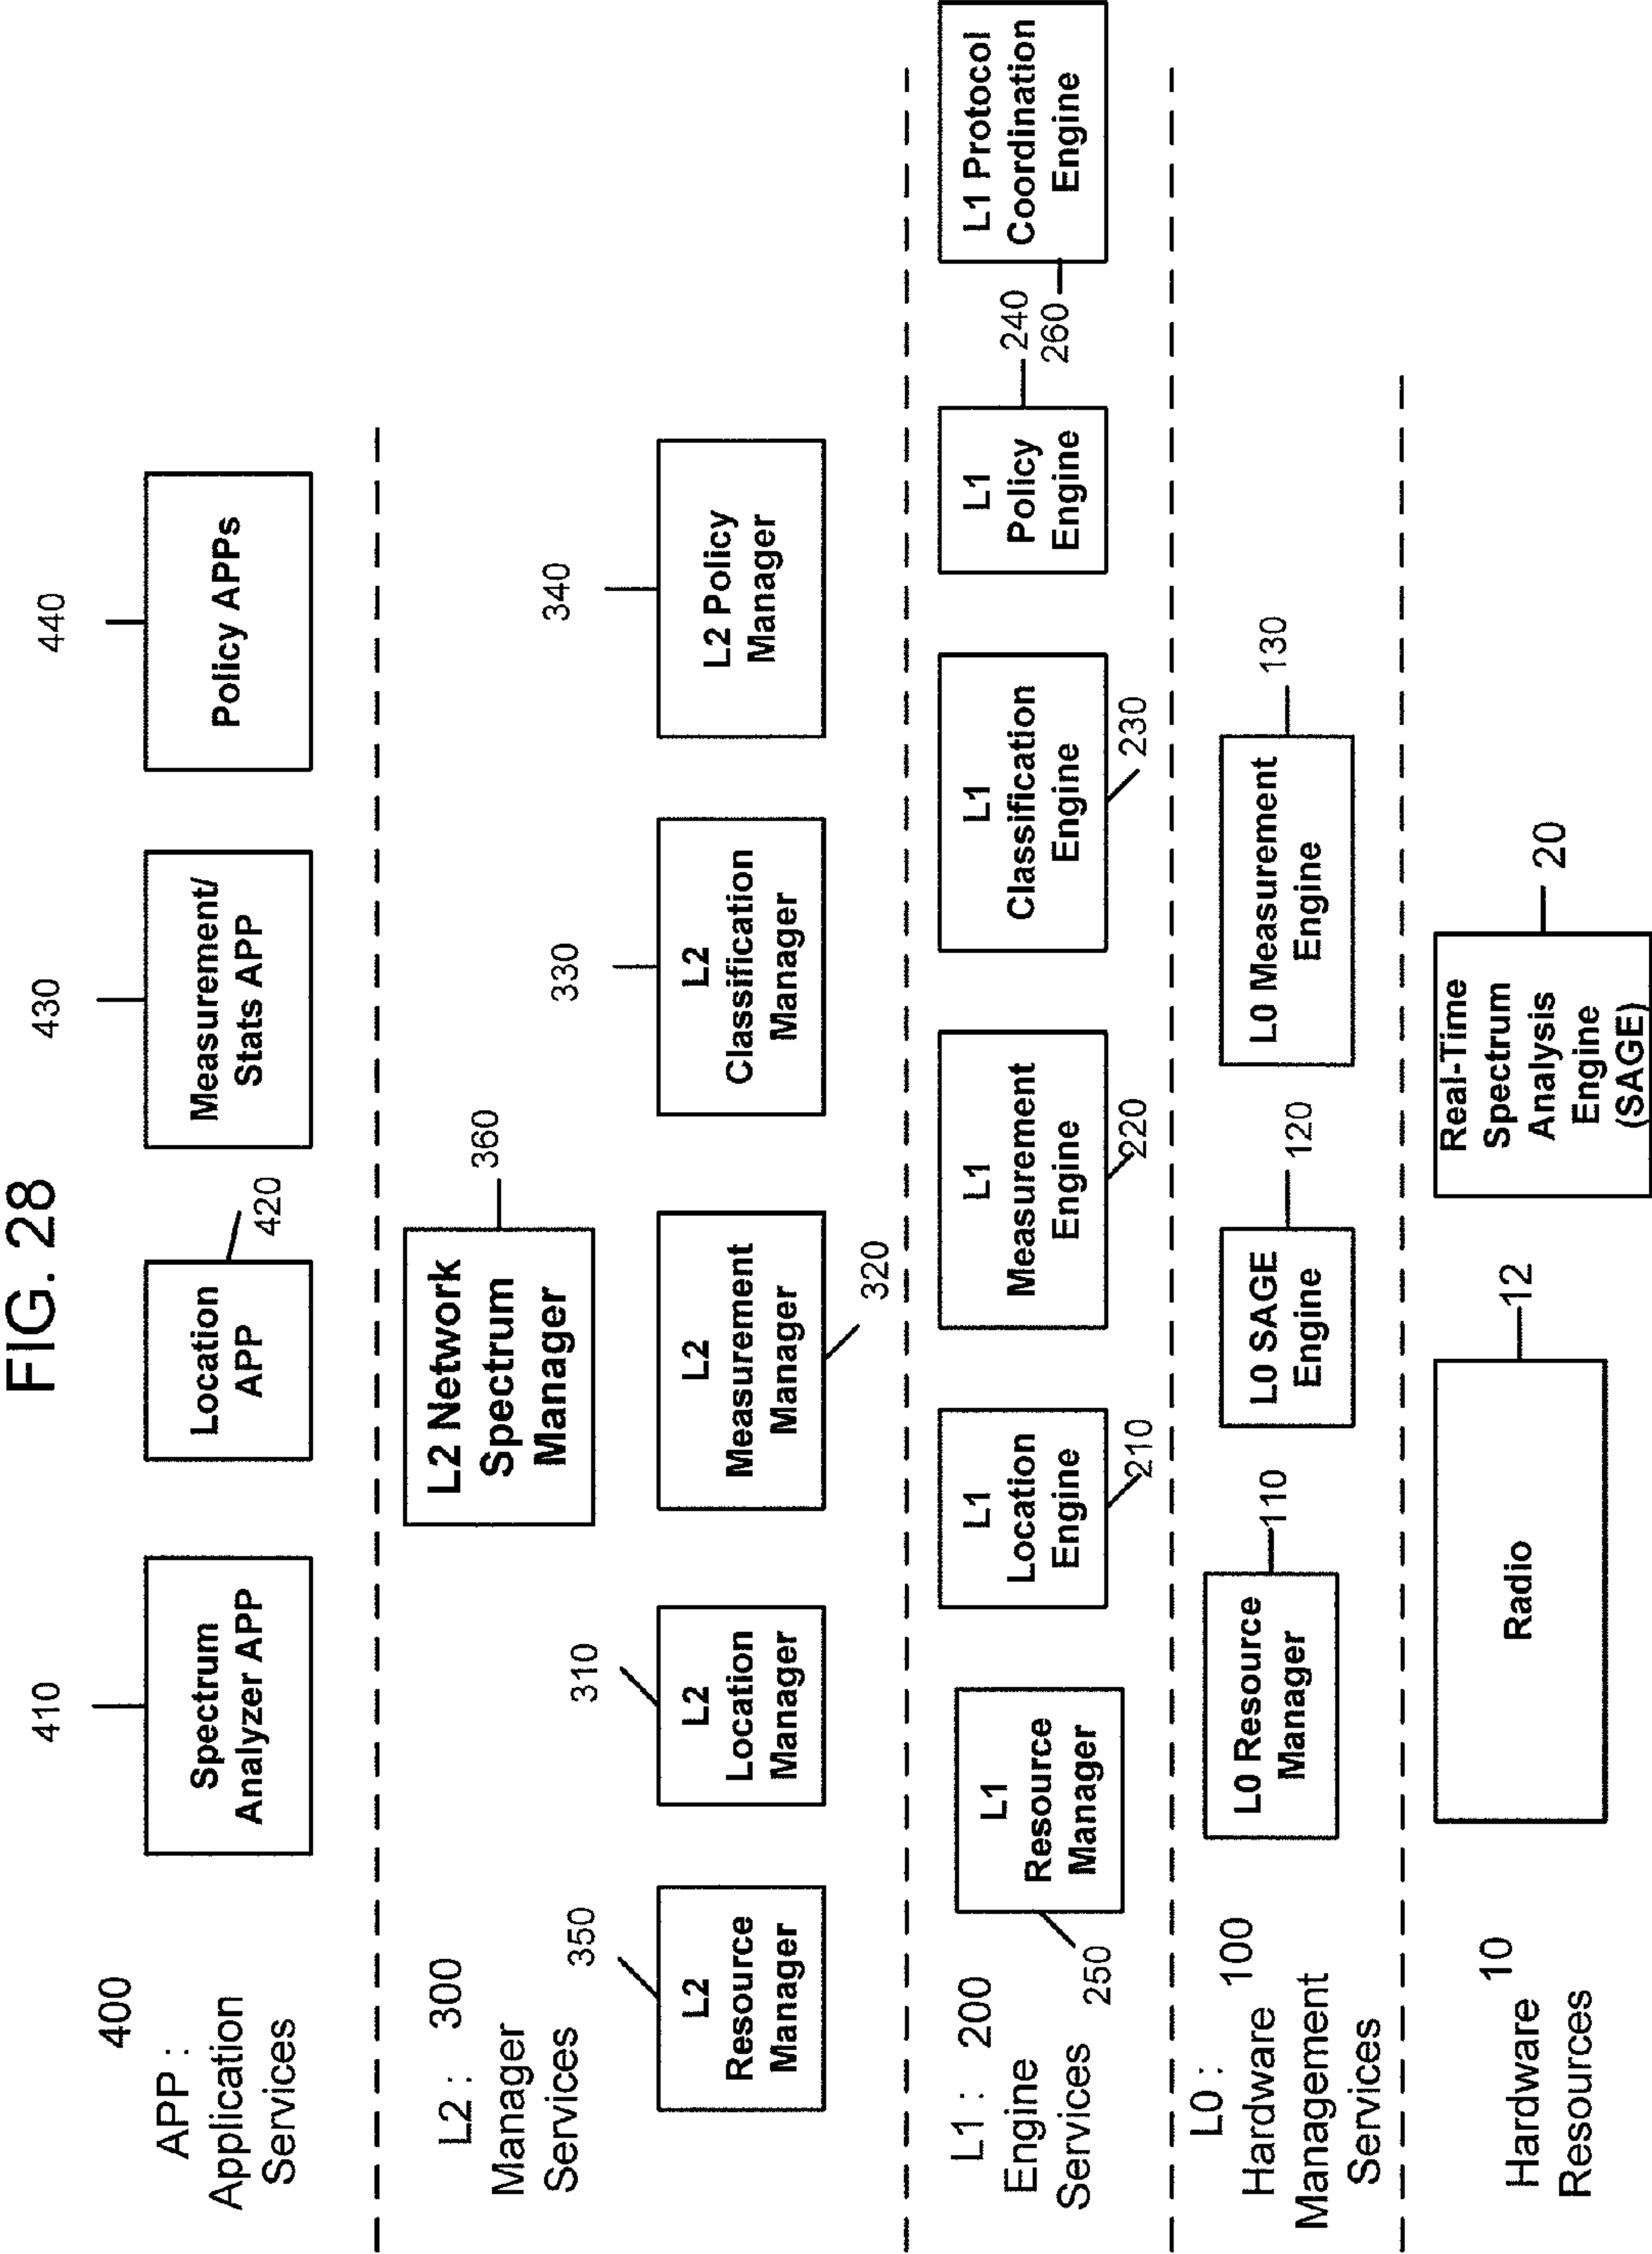 FIG. 28
400
APP :
Application
Services
410
Spectrum
Analyzer APP
Location
APP
420
430
Measurement/
Stats APP
440
Policy APPs
L2 : 300
Manager
Services
L2 Network
Spectrum
Manager
360
350
L2
Resource
Manager
310
L2
Location
Manager
L2
Measurement
Manager
320
330
L2
Classification
Manager
340
L2 Policy
Manager
L1 : 200
Engine
Services
250
L1
Resource
Manager
L1
Location
Engine
210
L1
Measurement
Engine
220
L1
Classification
Engine
230
L1
Policy
Engine
240
260
L1 Protocol
Coordination
Engine
L0 :
Hardware 100
Management
Services
L0 Resource
Manager
110
L0 SAGE
Engine
120
L0 Measurement
Engine
130
10
Hardware
Resources
Radio
12
Real-Time
Spectrum
Analysis
Engine
(SAGE)
20